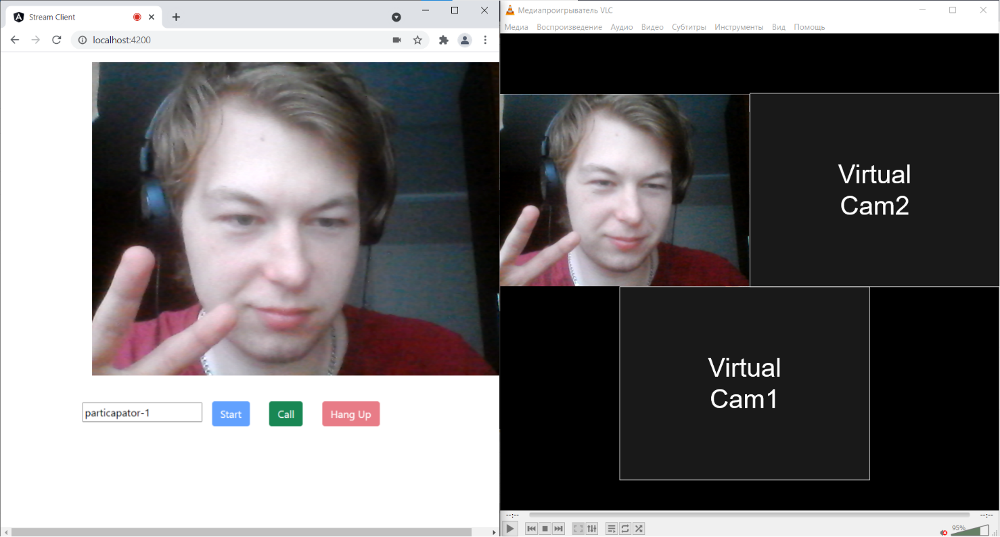 Stream Client
localhost:4200
particapator-1
Start
Call
Hang Up
Медиапроигрыватель VLC
Медиа Воспроизведение Аудио Видео Субтитры Инструменты Вид Помощь
Virtual
Cam2
Virtual
Cam1
--:--
--:--
95%